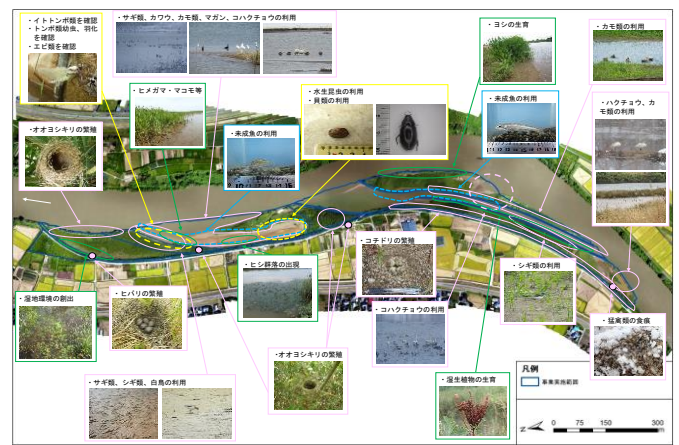 ・イトトンボ類を確認
・トンボ類幼虫、羽化
を確認
・エビ類を確認
・サギ類、カワウ、カモ類、マガン、コハクチョウの利用
・ヨシの生育
・カモ類の利用
・ヒメガマ・マコモ等
・水生昆虫の利用
・貝類の利用
・未成魚の利用
・ハクチョウ、カ
モ類の利用
・オオヨシキリの繁殖
・未成魚の利用
・コチドリの繁殖
・シギ類の利用
・湿地環境の創出
・ヒバリの繁殖
・ヒシ群落の出現
・コハクチョウの利用
・猛禽類の食痕
・オオヨシキリの繁殖
・サギ類、シギ類、白鳥の利用
・湿生植物の生育
凡例
事業実施範囲
N
0 75 150 300
m